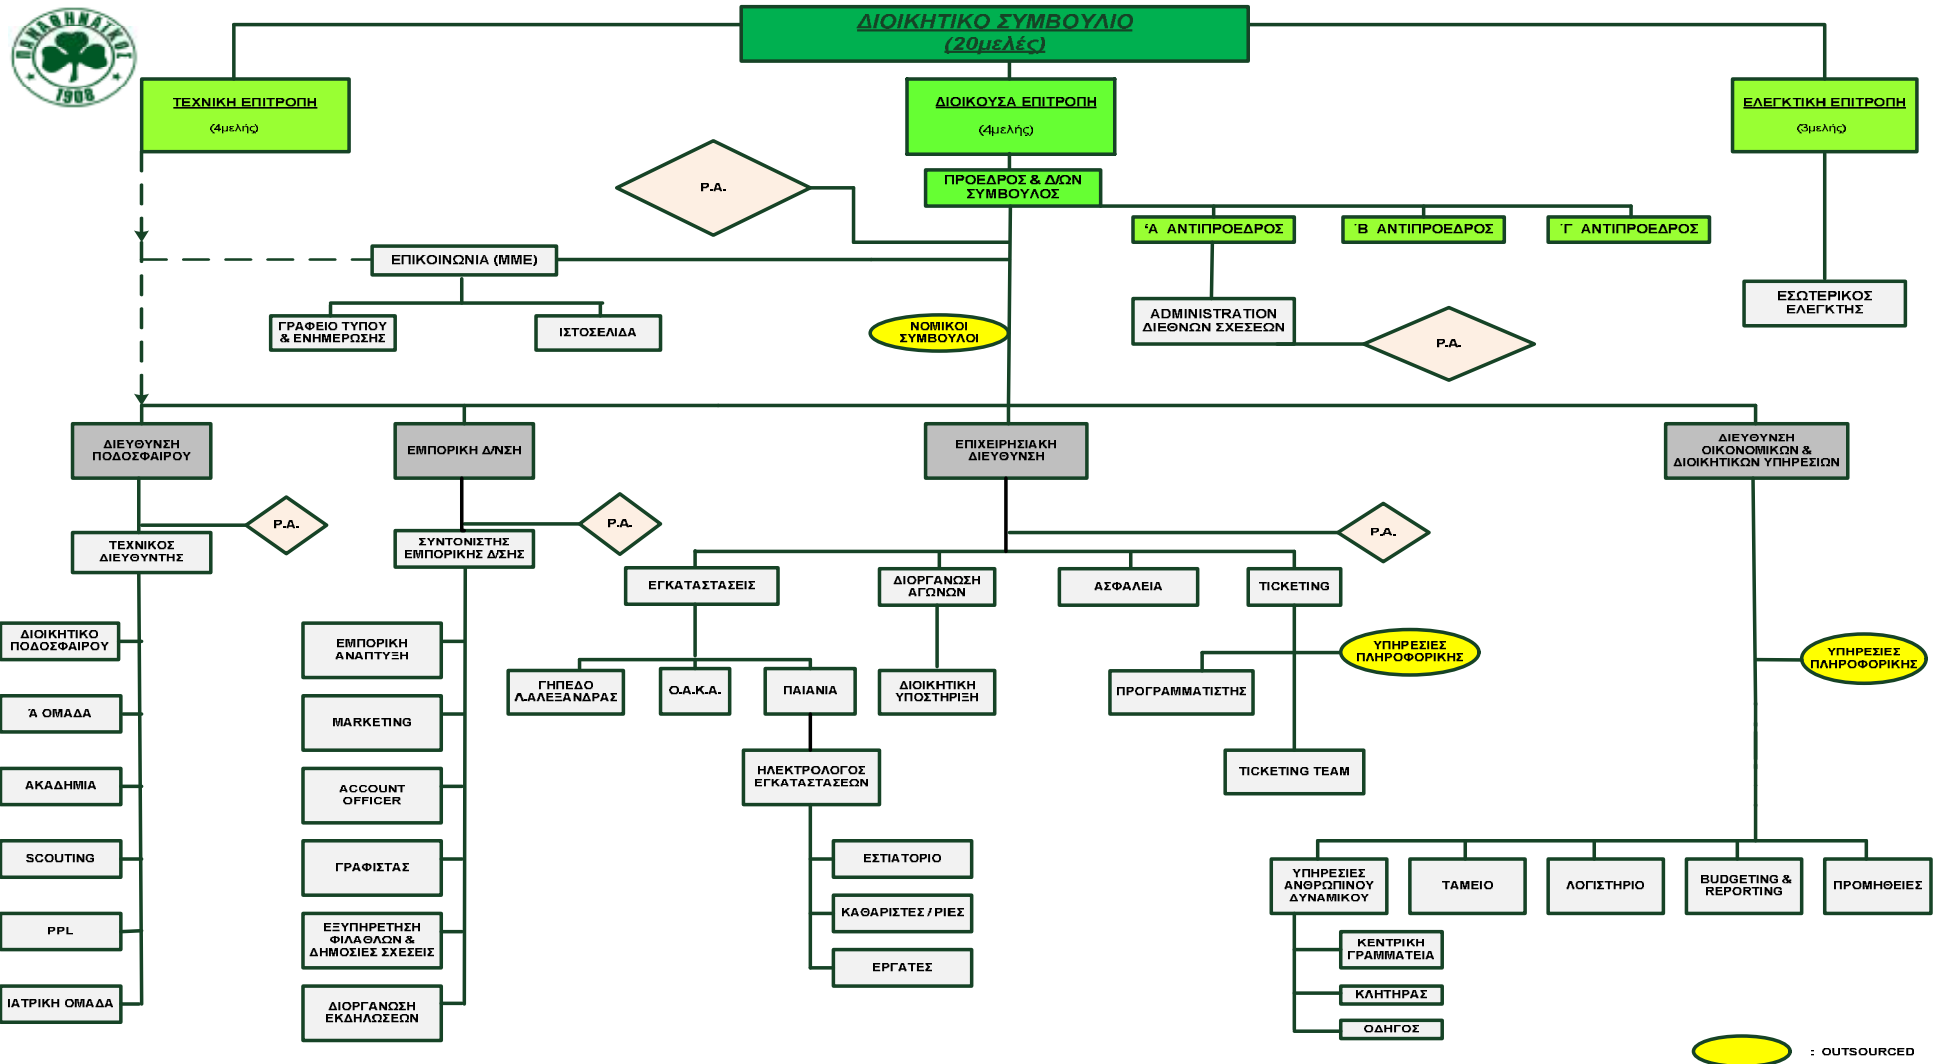 ΔΙΟΙΚΗΤΙΚΟ ΣΥΜΒΟΥΛΙΟ
(20μελές)
ΠΑΝΑΘΗΝΑΪΚΟΣ
1908
ΤΕΧΝΙΚΗ ΕΠΙΤΡΟΠΗ
(4μελής)
ΔΙΟΙΚΟΥΣΑ ΕΠΙΤΡΟΠΗ
(4μελής)
ΕΛΕΓΚΤΙΚΗ ΕΠΙΤΡΟΠΗ
(3μελής)
P.A.
ΠΡΟΕΔΡΟΣ & Δ/ΩΝ
ΣΥΜΒΟΥΛΟΣ
'Α ΑΝΤΙΠΡΟΕΔΡΟΣ
΄Β ΑΝΤΙΠΡΟΕΔΡΟΣ
΄Γ ΑΝΤΙΠΡΟΕΔΡΟΣ
ΕΠΙΚΟΙΝΩΝΙΑ (ΜΜΕ)
ΓΡΑΦΕΙΟ ΤΥΠΟΥ
& ΕΝΗΜΕΡΩΣΗΣ
ΙΣΤΟΣΕΛΙΔΑ
ΝΟΜΙΚΟΙ
ΣΥΜΒΟΥΛΟΙ
ADMINISTRATION
ΔΙΕΘΝΩΝ ΣΧΕΣΕΩΝ
P.A.
ΕΣΩΤΕΡΙΚΟΣ
ΕΛΕΓΚΤΗΣ
ΔΙΕΥΘΥΝΣΗ
ΠΟΔΟΣΦΑΙΡΟΥ
ΕΜΠΟΡΙΚΗ Δ/ΝΣΗ
ΕΠΙΧΕΙΡΗΣΙΑΚΗ
ΔΙΕΥΘΥΝΣΗ
ΔΙΕΥΘΥΝΣΗ
ΟΙΚΟΝΟΜΙΚΩΝ &
ΔΙΟΙΚΗΤΙΚΩΝ ΥΠΗΡΕΣΙΩΝ
P.A.
P.A.
P.A.
ΤΕΧΝΙΚΟΣ
ΔΙΕΥΘΥΝΤΗΣ
ΣΥΝΤΟΝΙΣΤΗΣ
ΕΜΠΟΡΙΚΗΣ Δ/ΣΗΣ
ΕΓΚΑΤΑΣΤΑΣΕΙΣ
ΔΙΟΡΓΑΝΩΣΗ
ΑΓΩΝΩΝ
ΑΣΦΑΛΕΙΑ
TICKETING
ΔΙΟΙΚΗΤΙΚΟ
ΠΟΔΟΣΦΑΙΡΟΥ
Ά ΟΜΑΔΑ
ΑΚΑΔΗΜΙΑ
SCOUTING
PPL
ΙΑΤΡΙΚΗ ΟΜΑΔΑ
ΕΜΠΟΡΙΚΗ
ΑΝΑΠΤΥΞΗ
MARKETING
ACCOUNT
OFFICER
ΓΡΑΦΙΣΤΑΣ
ΕΞΥΠΗΡΕΤΗΣΗ
ΦΙΛΑΘΛΩΝ &
ΔΗΜΟΣΙΕΣ ΣΧΕΣΕΙΣ
ΔΙΟΡΓΑΝΩΣΗ
ΕΚΔΗΛΩΣΕΩΝ
ΓΗΠΕΔΟ
Λ.ΑΛΕΞΑΝΔΡΑΣ
Ο.Α.Κ.Α.
ΠΑΙΑΝΙΑ
ΔΙΟΙΚΗΤΙΚΗ
ΥΠΟΣΤΗΡΙΞΗ
ΗΛΕΚΤΡΟΛΟΓΟΣ
ΕΓΚΑΤΑΣΤΑΣΕΩΝ
ΕΣΤΙΑΤΟΡΙΟ
ΚΑΘΑΡΙΣΤΕΣ / ΡΙΕΣ
ΕΡΓΑΤΕΣ
ΥΠΗΡΕΣΙΕΣ
ΠΛΗΡΟΦΟΡΙΚΗΣ
ΠΡΟΓΡΑΜΜΑΤΙΣΤΗΣ
TICKETING TEAM
ΥΠΗΡΕΣΙΕΣ
ΠΛΗΡΟΦΟΡΙΚΗΣ
ΥΠΗΡΕΣΙΕΣ
ΑΝΘΡΩΠΙΝΟΥ
ΔΥΝΑΜΙΚΟΥ
ΤΑΜΕΙΟ
ΛΟΓΙΣΤΗΡΙΟ
BUDGETING &
REPORTING
ΠΡΟΜΗΘΕΙΕΣ
ΚΕΝΤΡΙΚΗ
ΓΡΑΜΜΑΤΕΙΑ
ΚΛΗΤΗΡΑΣ
ΟΔΗΓΟΣ
: OUTSOURCED